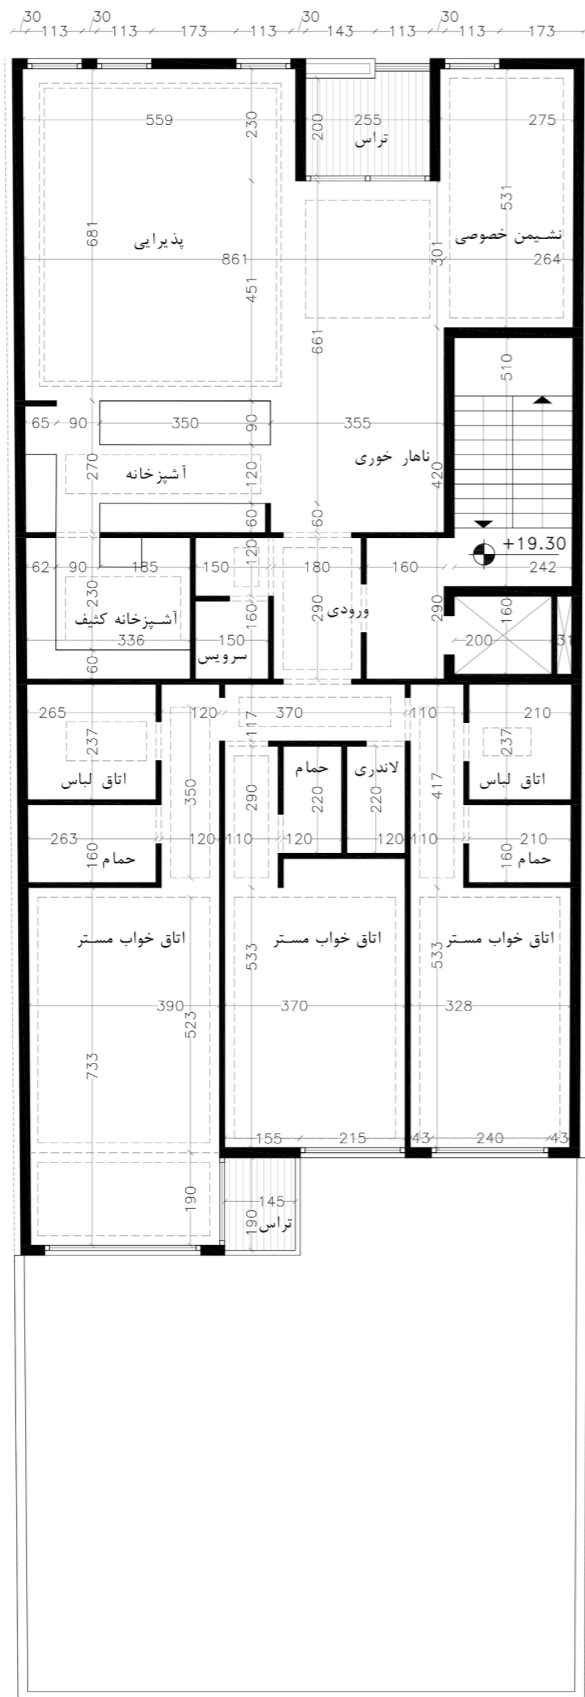 30 30 30 30
113 113 173 113 143 113 113 173
559 230 200 255 275
تراس
681 پذیرایی 531 نشیمن خصوصی
861 301 264
451
661
510
65 90 350 90 355
ناهار خوری
270 آشپزخانه 120 420
60 60 +19.30
62 90 185 150 120 180 160 242
230 290 290 160
آشپزخانه کثیف 160 ورودی
336 150 200 31
60 سرویس
265 120 117 370 110 210
237 237
اتاق لباس 350 290 حمام لاندری 417 اتاق لباس
220 220
263 120 110 120 120 110 210
160 حمام 160 حمام
اتاق خواب مستر اتاق خواب مستر اتاق خواب مستر
533 533
390 370 328
523
733
155 215 43 240 43
190 145
190 تراس